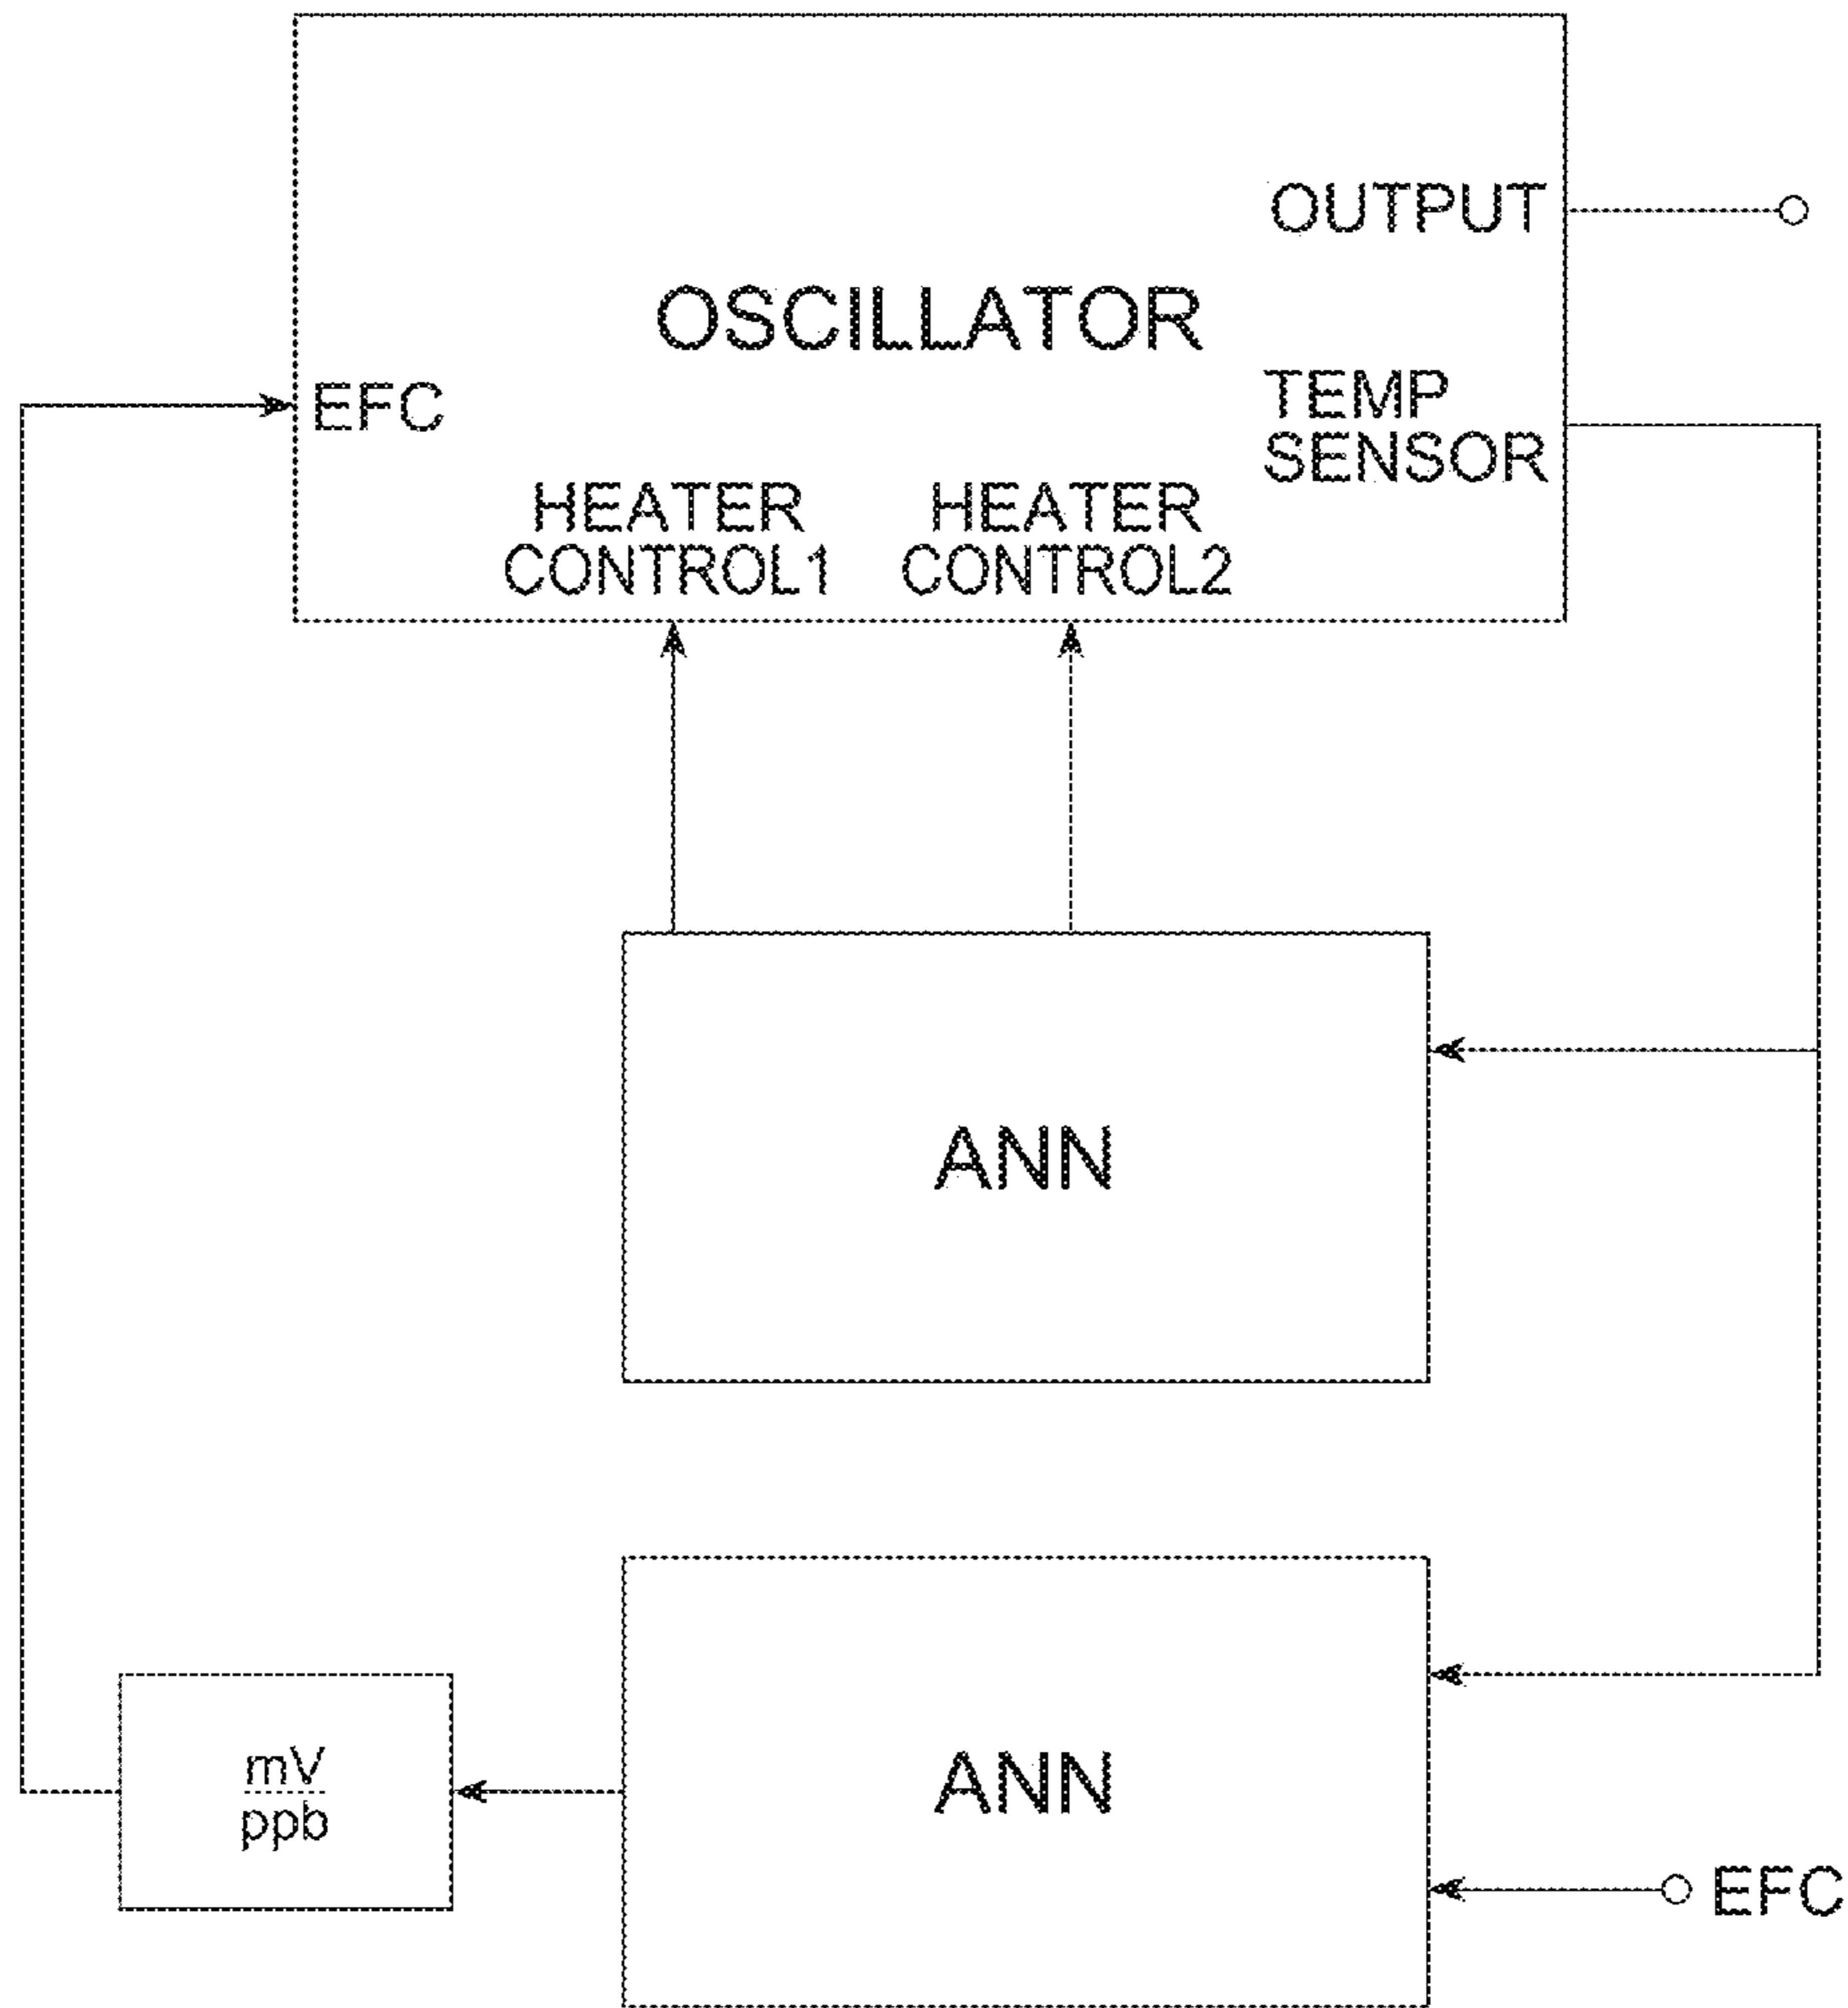 OUTPUT
OSCILLATOR
EFC
TEMP
SENSOR
HEATER
CONTROL1
HEATER
CONTROL2
ANN
ANN
mV
ppb
EFC